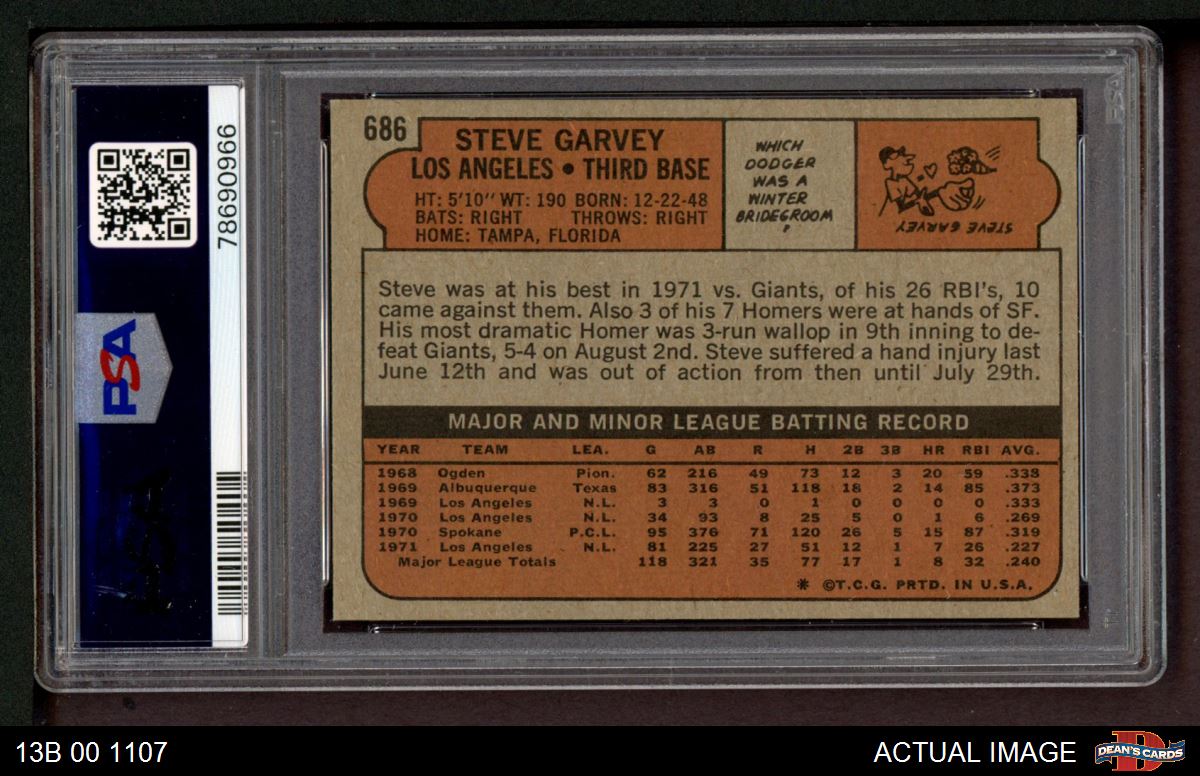 78690966
PSA
686
STEVE GARVEY
LOS ANGELES • THIRD BASE
HT: 5'10" WT: 190 BORN: 12-22-48
BATS: RIGHT THROWS: RIGHT
HOME: TAMPA, FLORIDA
WHICH
DODGER
WAS A
WINTER
BRIDEGROOM
?
STEVE GARVEY
Steve was at his best in 1971 vs. Giants, of his 26 RBI's, 10
came against them. Also 3 of his 7 Homers were at hands of SF.
His most dramatic Homer was 3-run wallop in 9th inning to de-
feat Giants, 5-4 on August 2nd. Steve suffered a hand injury last
June 12th and was out of action from then until July 29th.
MAJOR AND MINOR LEAGUE BATTING RECORD
YEAR TEAM LEA. G AB R H 2B 3B HR RBI AVG.
1968 Ogden Pion. 62 216 49 73 12 3 20 59 .338
1969 Albuquerque Texas 83 316 51 118 18 2 14 85 .373
1969 Los Angeles N.L. 3 3 0 1 0 0 0 0 .333
1970 Los Angeles N.L. 34 93 8 25 5 0 1 6 .269
1970 Spokane P.C.L. 95 376 71 120 26 5 15 87 .319
1971 Los Angeles N.L. 81 225 27 51 12 1 7 26 .227
Major League Totals 118 321 35 77 17 1 8 32 .240
* ©T.C.G. PRTD. IN U.S.A.
13B 00 1107
ACTUAL IMAGE
DEAN'S CARDS